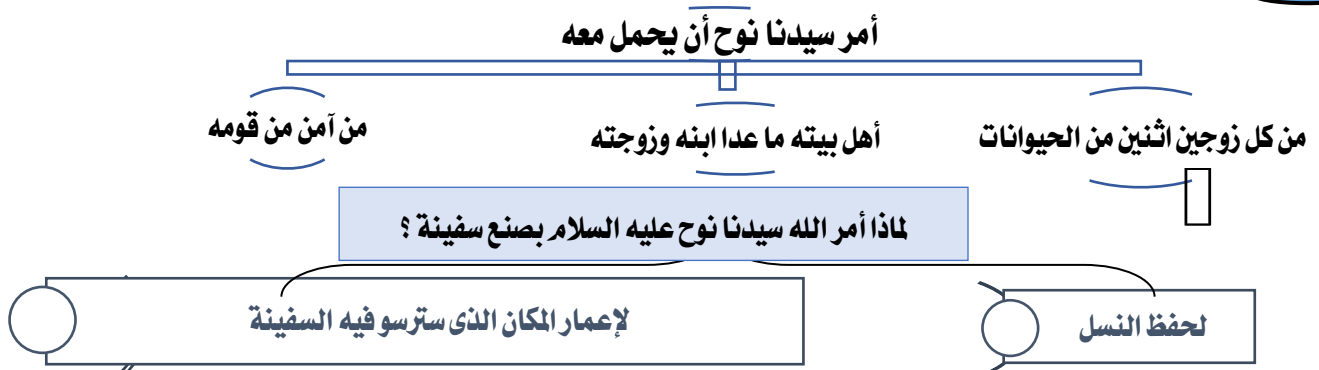 أمر سيدنا نوح أن يحمل معه
من كل زوجين اثنين من الحيوانات
أهل بيته ما عدا ابنه وزوجته
من آمن من قومه
لماذا أمر الله سيدنا نوح عليه السلام بصنع سفينة ؟
لحفظ النسل
لإعمار المكان الذى سترسو فيه السفينة